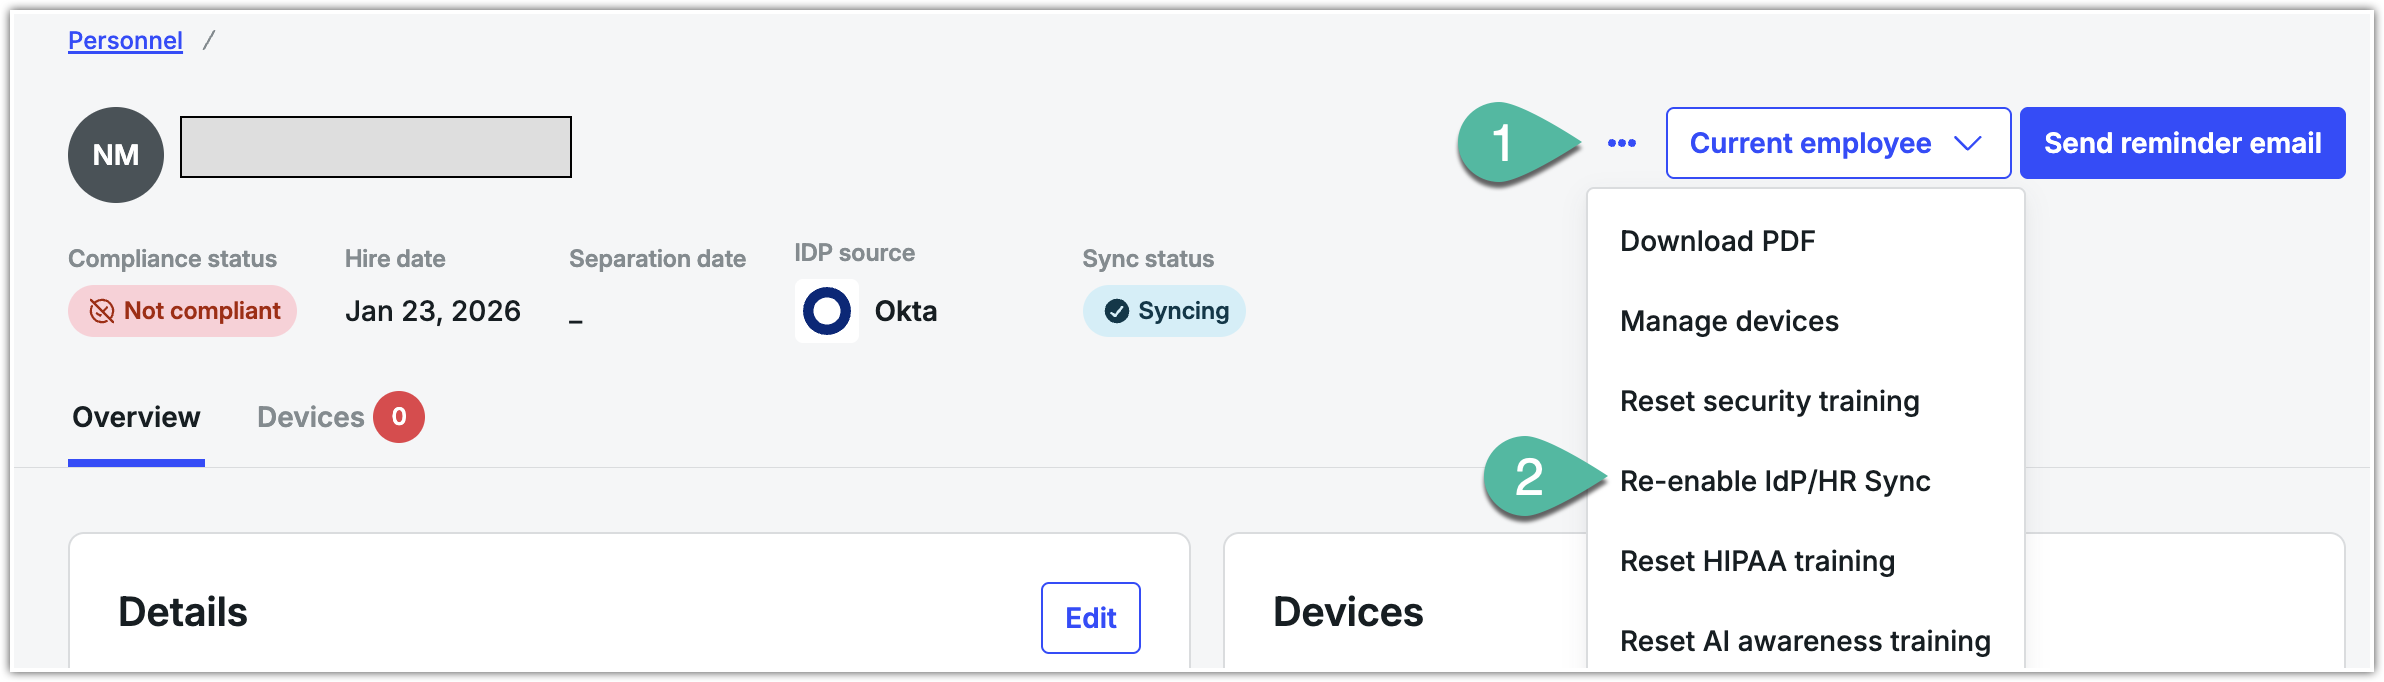 Personnel /
NM
1
•••
Current employee
Send reminder email
Compliance status
Not compliant
Hire date
Jan 23, 2026
Separation date
–
IDP source
Okta
Sync status
Syncing
Download PDF
Manage devices
Reset security training
2
Re-enable IdP/HR Sync
Reset HIPAA training
Reset AI awareness training
Overview
Devices 0
Details
Edit
Devices